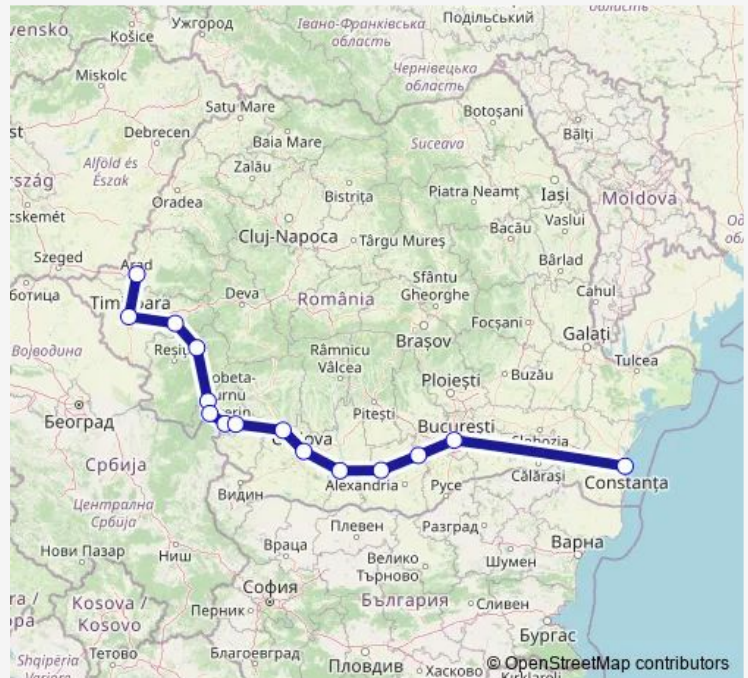 Подільський
Ужгород
Івано-Франківська
область
Košice
Чернівецька
область
Miskolc
Satu Mare
Botoșani
Debrecen
Baia Mare
Suceava
Bălți
Alföld és
Észak
Zalău
Oradea
Bistrița
Piatra Neamț
Iași
Moldova
Cluj-Napoca
Târgu Mureș
Bacău
Vaslui
Szeged
Arad
Bârlad
Sfântu
Gheorghe
Deva
România
Cahul
Focșani
Galați
Војводина
Râmnicu
Vâlcea
Brașov
Tulcea
Ploiești
Buzău
Београд
Pitești
București
Србија
Видин
Alexandria
Русе
Călărași
Constanța
Централна
Србија
Плевен
Разград
Варна
Нови Пазар
Ниш
Враца
Велико
Търново
Шумен
София
Kosova /
Kosovo
Перник
България
Сливен
Бургас
Shqipëria
Тетово
Благоевград
Пловдив
Хасково
© OpenStreetMap contributors